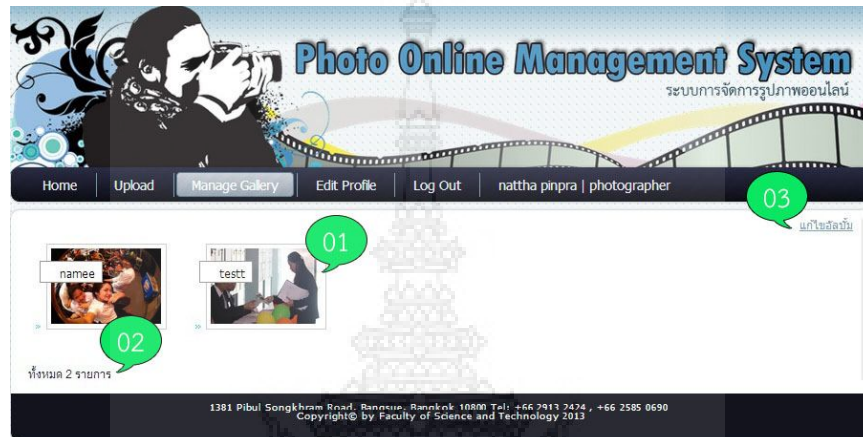 Photo Online Management System
ระบบการจัดการรูปภาพออนไลน์
Home Upload Manage Gallery Edit Profile Log Out nattha pinpra | photographer
03
แก้ไขอัลบั้ม
01
namee
testt
02
ทั้งหมด 2 รายการ
1381 Pibul Songkhram Road, Bangsue, Bangkok 10800 Tel: +66 2913 2424 , +66 2585 0690
Copyright© by Faculty of Science and Technology 2013